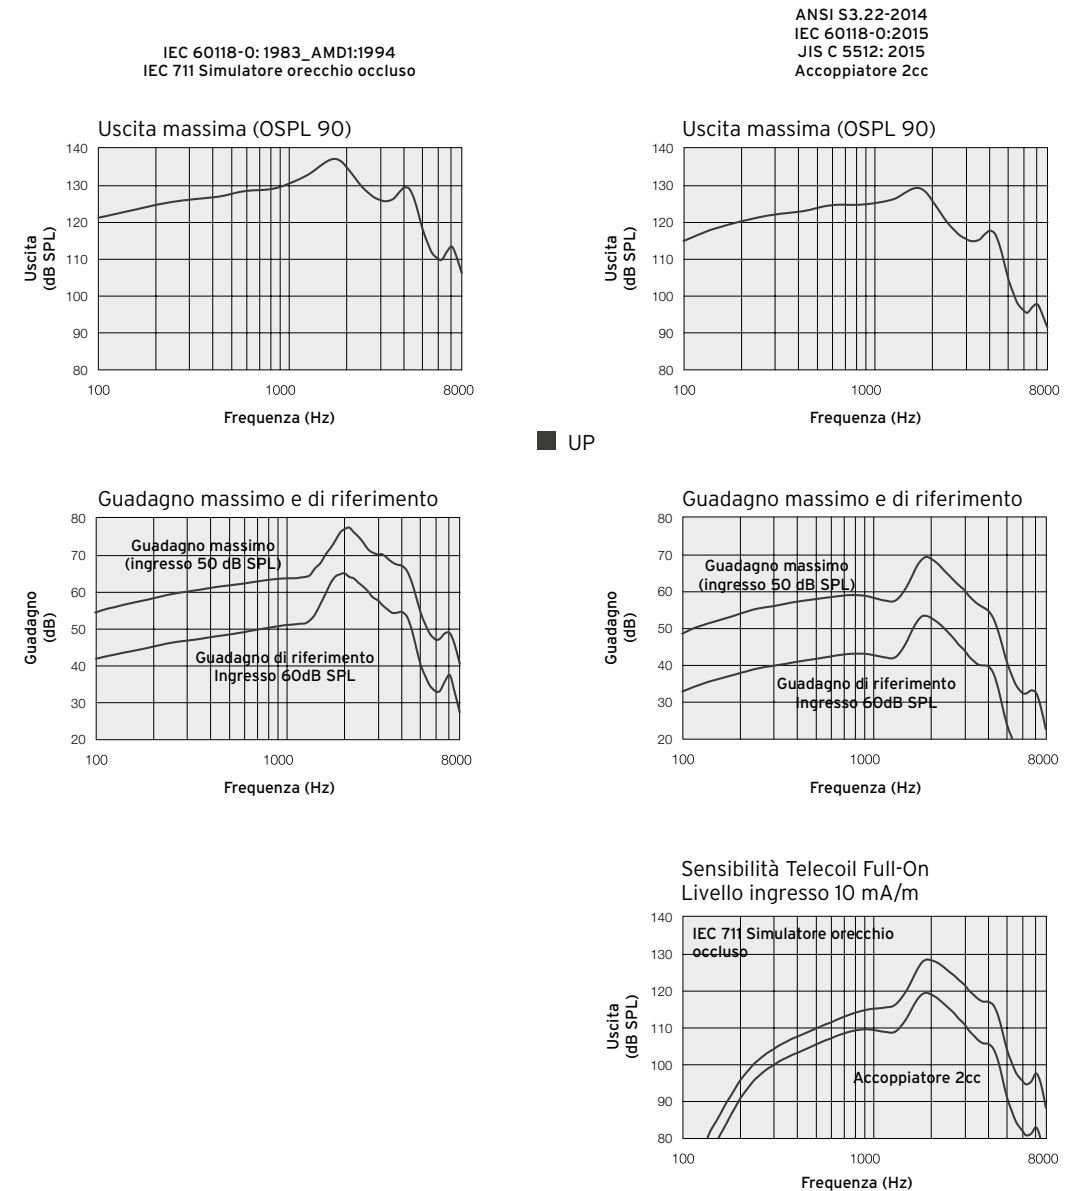 IEC 60118-0: 1983_AMD1:1994
IEC 711 Simulatore orecchio occluso
ANSI S3.22-2014
IEC 60118-0:2015
JIS C 5512: 2015
Accoppiatore 2cc
Uscita massima (OSPL 90)
140
130
120
110
100
90
80
Uscita
(dB SPL)
100
1000
8000
Frequenza (Hz)
Uscita massima (OSPL 90)
140
130
120
110
100
90
80
Uscita
(dB SPL)
100
1000
8000
Frequenza (Hz)
UP
Guadagno massimo e di riferimento
80
70
60
50
40
30
20
Guadagno
(dB)
Guadagno massimo
(ingresso 50 dB SPL)
Guadagno di riferimento
Ingresso 60dB SPL
100
1000
8000
Frequenza (Hz)
Guadagno massimo e di riferimento
80
70
60
50
40
30
20
Guadagno
(dB)
Guadagno massimo
(ingresso 50 dB SPL)
Guadagno di riferimento
Ingresso 60dB SPL
100
1000
8000
Frequenza (Hz)
Sensibilità Telecoil Full-On
Livello ingresso 10 mA/m
140
130
120
110
100
90
80
Uscita
(dB SPL)
IEC 711 Simulatore orecchio
occluso
Accoppiatore 2cc
100
1000
8000
Frequenza (Hz)